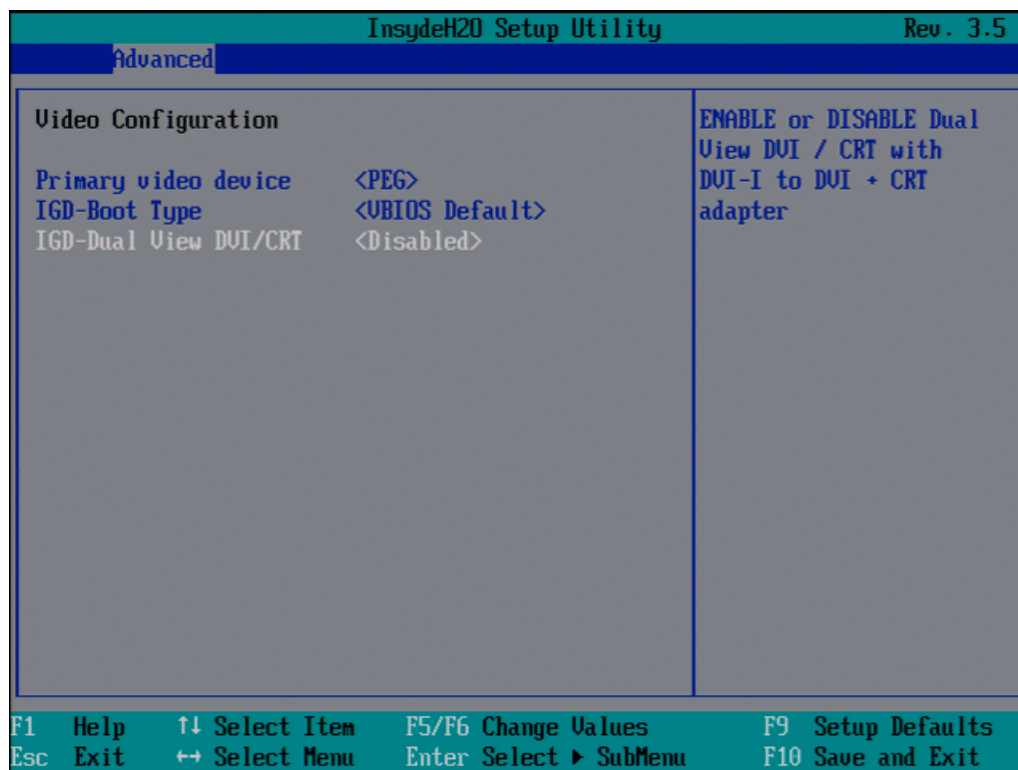 InsydeH20 Setup Utility Rev. 3.5
Advanced
Video Configuration
Primary video device <PEG>
IGD-Boot Type <VBIOS Default>
IGD-Dual View DVI/CRT <Disabled>
ENABLE or DISABLE Dual
View DVI / CRT with
DVI-I to DVI + CRT
adapter
F1 Help ↑↓ Select Item F5/F6 Change Values F9 Setup Defaults
Esc Exit ↔ Select Menu Enter Select ▶ SubMenu F10 Save and Exit